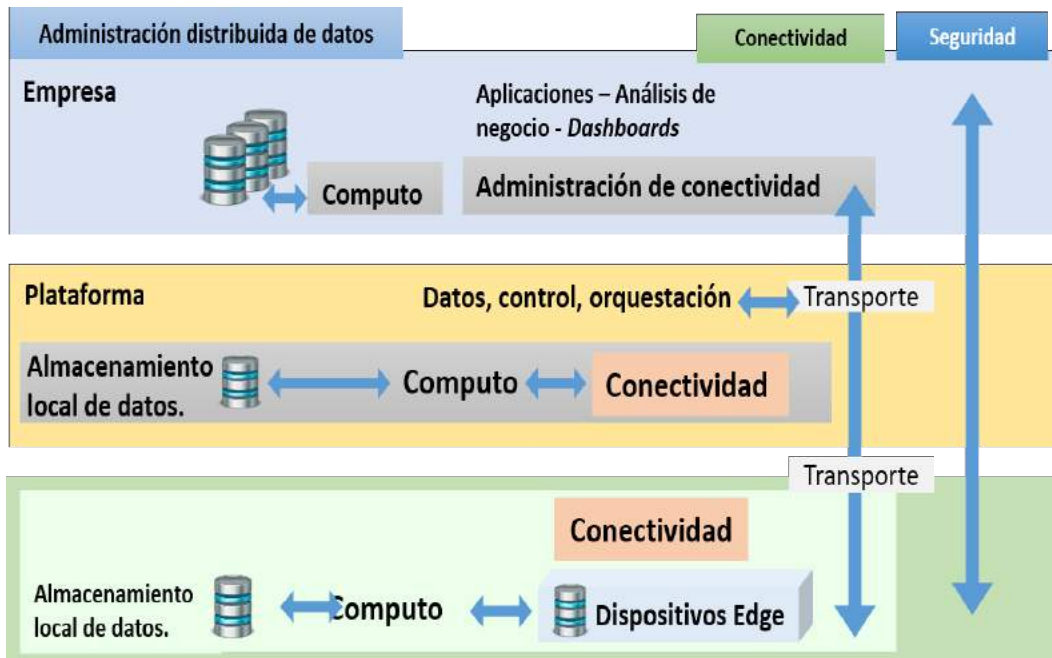 Administración distribuida de datos
Conectividad
Seguridad
Empresa
Aplicaciones – Análisis de
negocio - Dashboards
Computo
Administración de conectividad
Plataforma
Datos, control, orquestación
Transporte
Almacenamiento
local de datos.
Computo
Conectividad
Transporte
Conectividad
Almacenamiento
local de datos.
Computo
Dispositivos Edge